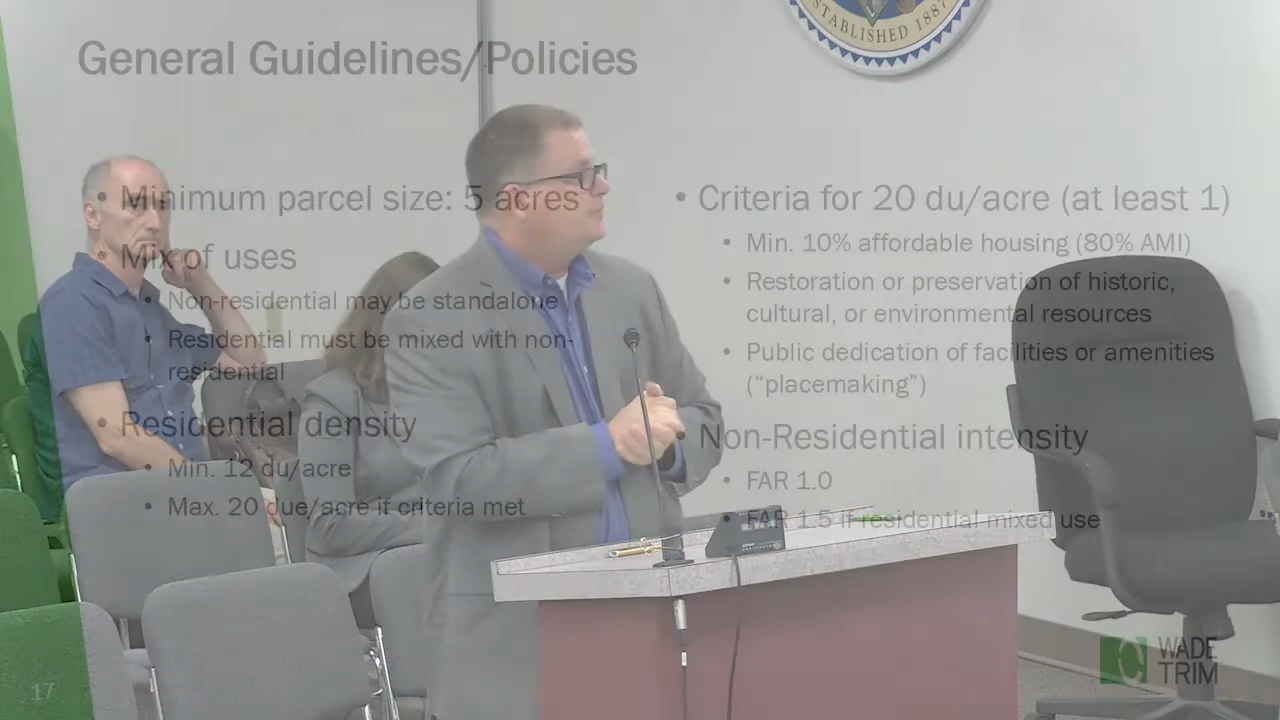 ESTABLISHED 1887
General Guidelines/Policies
• Minimum parcel size: 5 acres
• Mix of uses
• Non-residential may be standalone
• Residential must be mixed with non-
residential
• Residential density
• Min. 12 du/acre
• Max. 20 due/acre if criteria met
• Criteria for 20 du/acre (at least 1)
• Min. 10% affordable housing (80% AMI)
• Restoration or preservation of historic,
cultural, or environmental resources
• Public dedication of facilities or amenities
(“placemaking”)
• Non-Residential intensity
• FAR 1.0
• FAR 1.5 if residential mixed use
17
WADE
TRIM